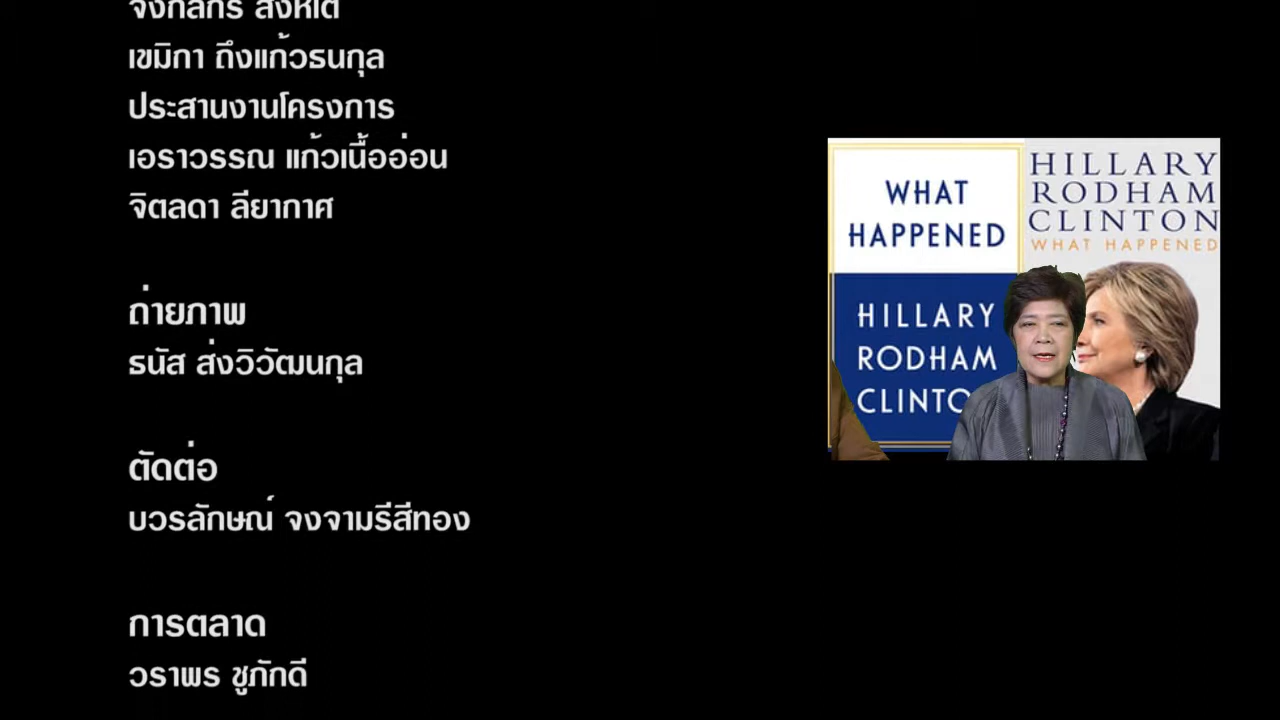 เขมิกา ถึงแก้วธนกุล
ประสานงานโครงการ
เอราวรรณ แก้วเนื้ออ่อน
จิตลดา ลียากาศ
ถ่ายภาพ
ธนัส ส่งวิวัฒนกุล
ตัดต่อ
บวรลักษณ์ จงจามรีสีทอง
การตลาด
วราพร ชูภักดี
WHAT
HAPPENED
HILLARY
RODHAM
HILLARY
RODHAM
CLINTON
WHAT HAPPENED